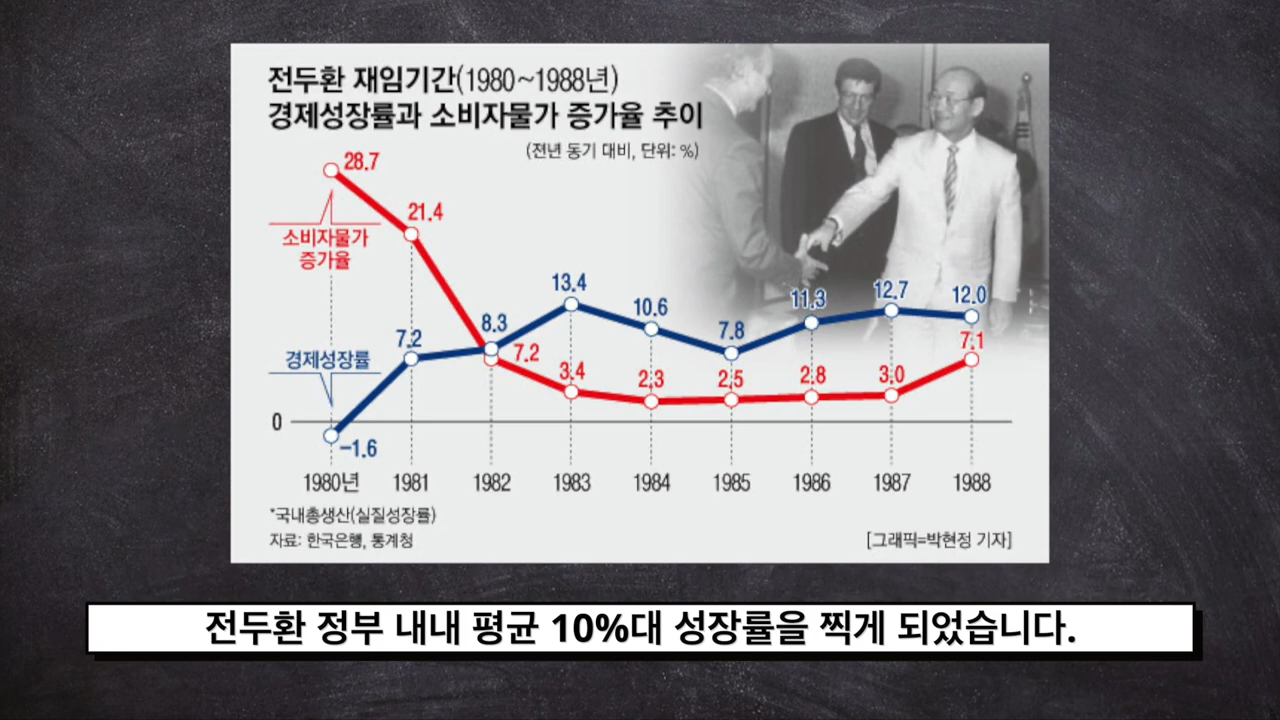 전두환 재임기간(1980~1988년)
경제성장률과 소비자물가 증가율 추이
(전년 동기 대비, 단위: %)
28.7
21.4
소비자물가
증가율
13.4
10.6
11.3
12.7
12.0
7.2
8.3
7.8
7.1
경제성장률
7.2
3.4
2.3
2.5
2.8
3.0
0
−1.6
1980년 1981 1982 1983 1984 1985 1986 1987 1988
*국내총생산(실질성장률)
자료: 한국은행, 통계청
[그래픽=박현정 기자]
전두환 정부 내내 평균 10%대 성장률을 찍게 되었습니다.